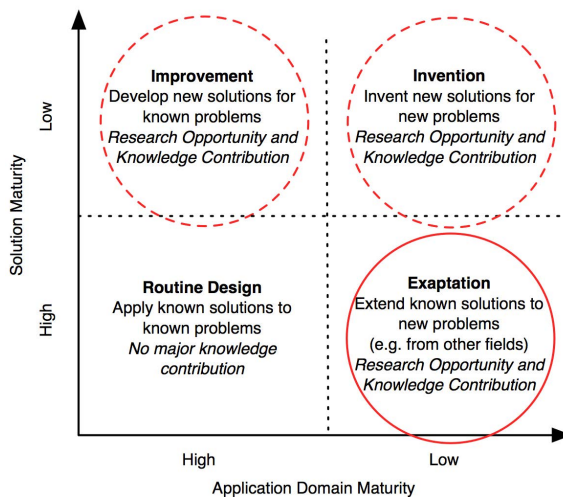 Improvement
Develop new solutions for
known problems
Research Opportunity and
Knowledge Contribution
Invention
Invent new solutions for
new problems
Research Opportunity and
Knowledge Contribution
Routine Design
Apply known solutions to
known problems
No major knowledge
contribution
Exaptation
Extend known solutions to
new problems
(e.g. from other fields)
Research Opportunity and
Knowledge Contribution
Solution Maturity
Low
High
High
Low
Application Domain Maturity